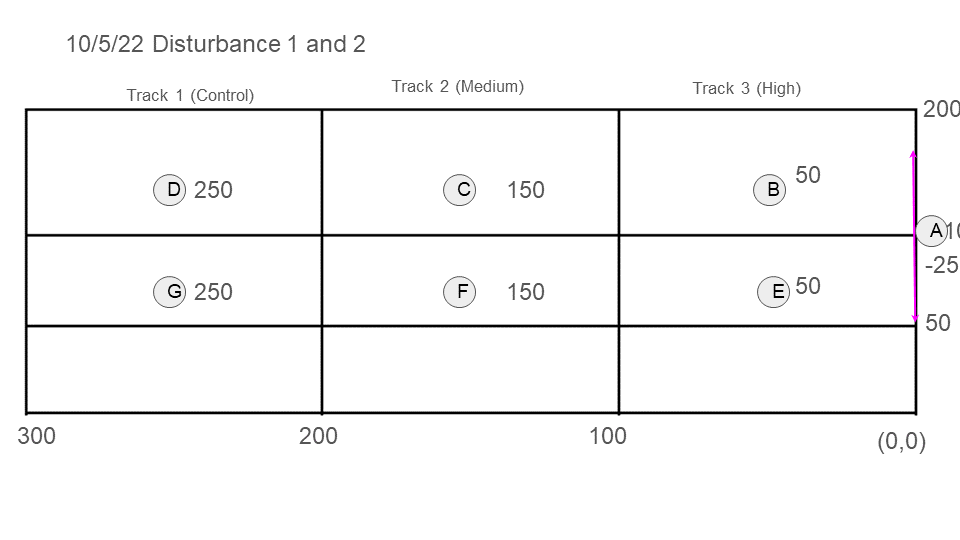 10/5/22 Disturbance 1 and 2
Track 1 (Control)
Track 2 (Medium)
Track 3 (High)
200
D 250
C 150
B 50
A
-25
G 250
F 150
E 50
50
300
200
100
(0,0)